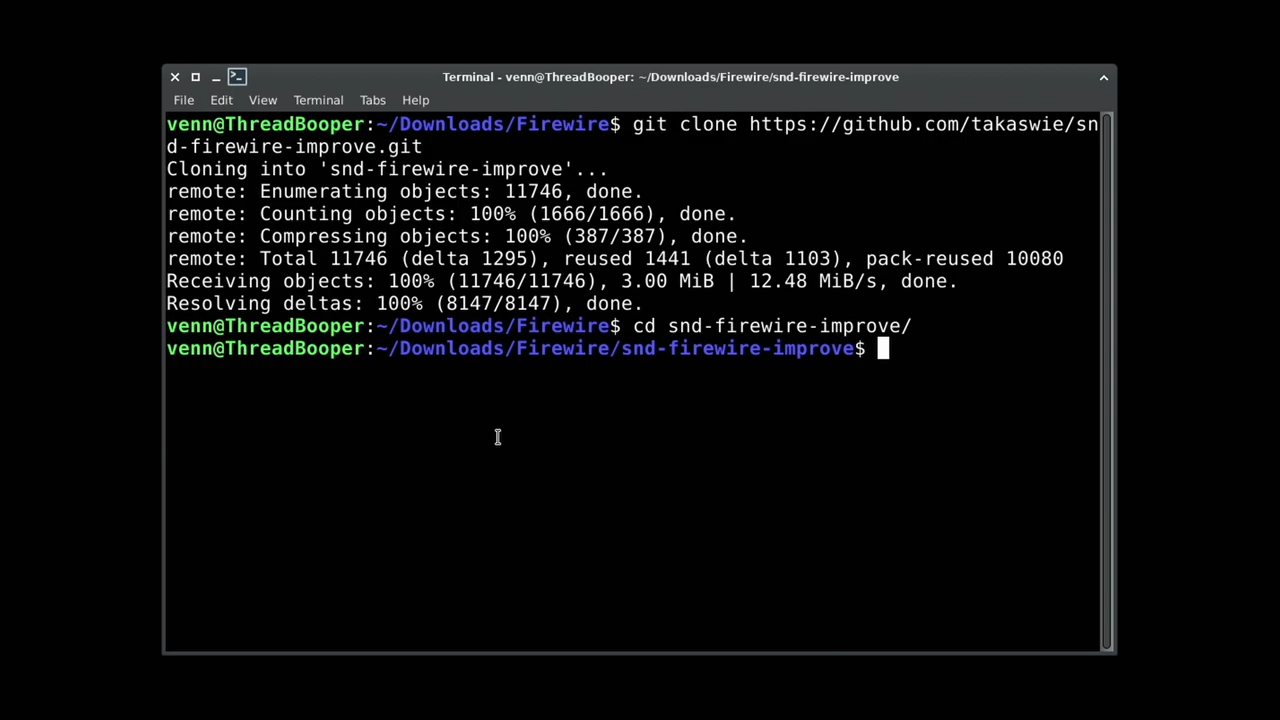 Terminal - venn@ThreadBooper: ~/Downloads/Firewire/snd-firewire-improve
File Edit View Terminal Tabs Help
venn@ThreadBooper:~/Downloads/Firewire$ git clone https://github.com/takaswie/sn
d-firewire-improve.git
Cloning into 'snd-firewire-improve'...
remote: Enumerating objects: 11746, done.
remote: Counting objects: 100% (1666/1666), done.
remote: Compressing objects: 100% (387/387), done.
remote: Total 11746 (delta 1295), reused 1441 (delta 1103), pack-reused 10080
Receiving objects: 100% (11746/11746), 3.00 MiB | 12.48 MiB/s, done.
Resolving deltas: 100% (8147/8147), done.
venn@ThreadBooper:~/Downloads/Firewire$ cd snd-firewire-improve/
venn@ThreadBooper:~/Downloads/Firewire/snd-firewire-improve$